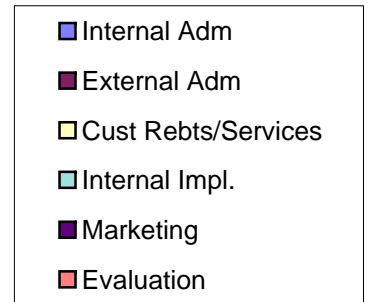 Internal Adm
External Adm
Cust Rebts/Services
Internal Impl.
Marketing
Evaluation